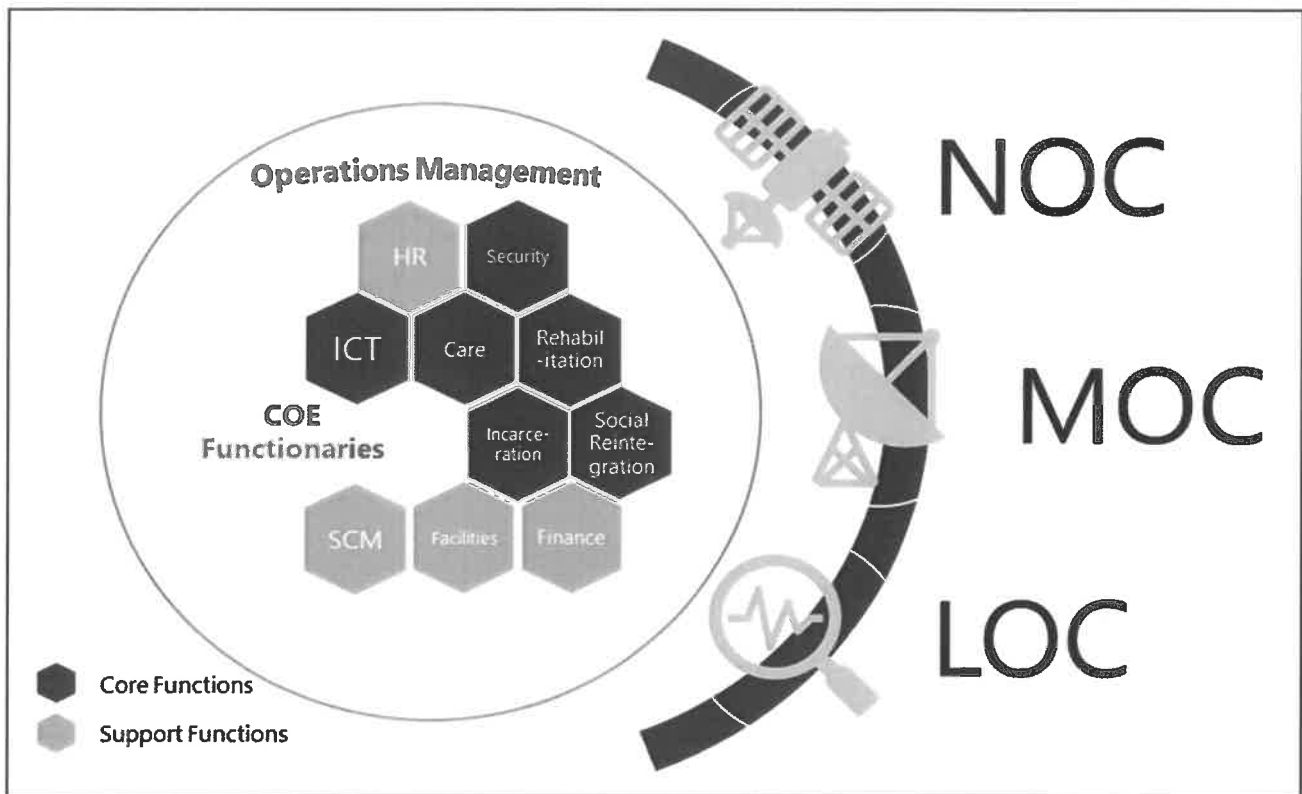 Operations Management
HR
Security
ICT
Care
Rehabil
-itation
COE
Functionaries
Incarce-
ration
Social
Reinte-
gration
SCM
Facilities
Finance
Core Functions
Support Functions
NOC
MOC
LOC